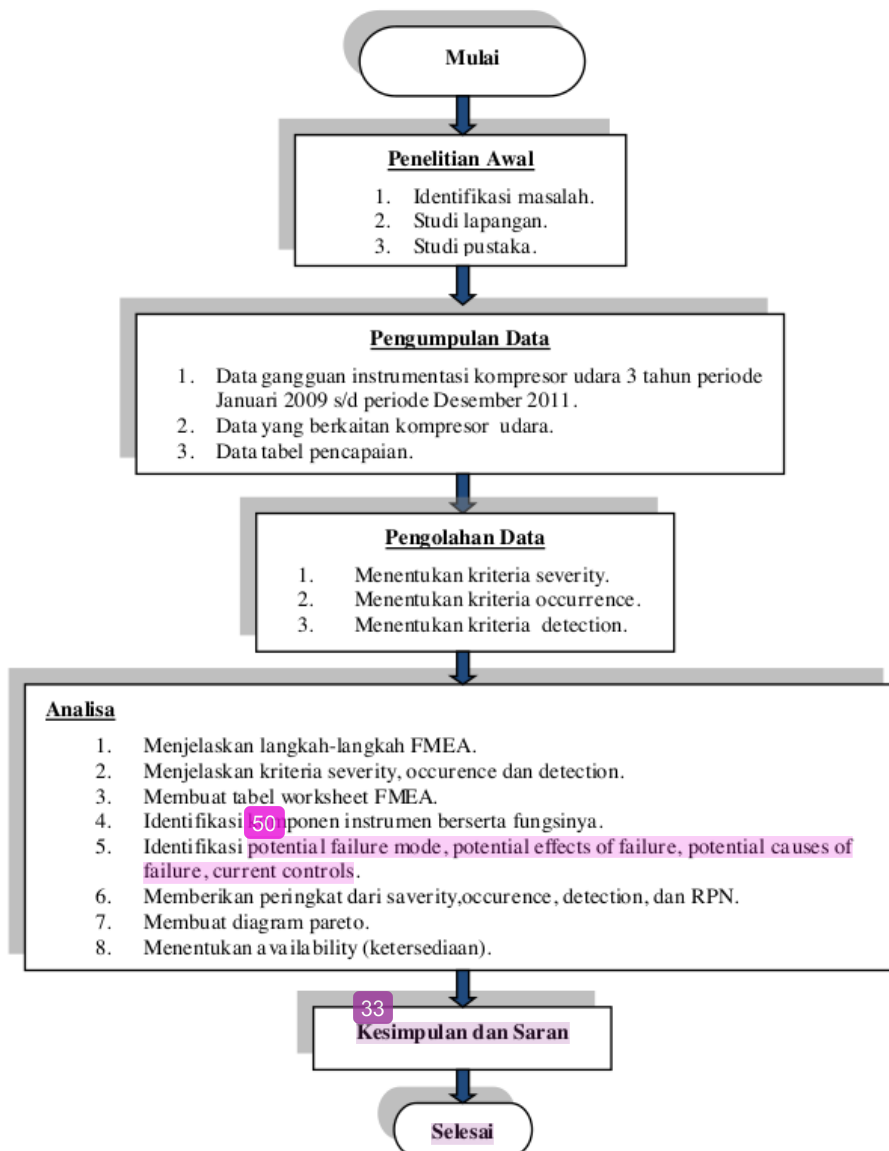 Mulai
Penelitian Awal
1. Identifikasi masalah.
2. Studi lapangan.
3. Studi pustaka.
Pengumpulan Data
1. Data gangguan instrumentasi kompresor udara 3 tahun periode
Januari 2009 s/d periode Desember 2011.
2. Data yang berkaitan kompresor udara.
3. Data tabel pencapaian.
Pengolahan Data
1. Menentukan kriteria severity.
2. Menentukan kriteria occurrence.
3. Menentukan kriteria detection.
Analisa
1. Menjelaskan langkah-langkah FMEA.
2. Menjelaskan kriteria severity, occurence dan detection.
3. Membuat tabel worksheet FMEA.
50
4. Identifikasi komponen instrumen berserta fungsinya.
5. Identifikasi potential failure mode, potential effects of failure, potential causes of
failure, current controls.
6. Memberikan peringkat dari saverity,occurence, detection, dan RPN.
7. Membuat diagram pareto.
8. Menentukan availability (ketersediaan).
33
Kesimpulan dan Saran
Selesai